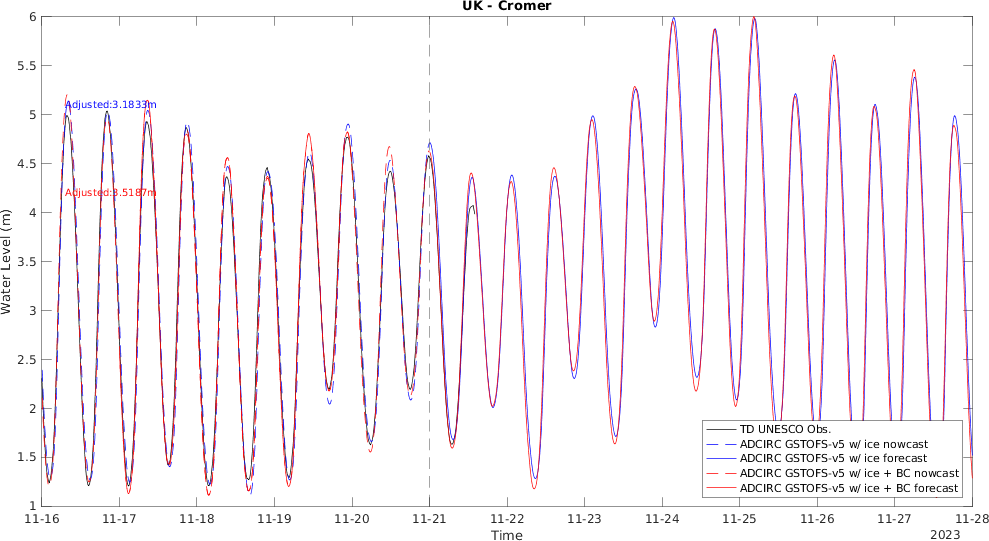 UK - Cromer
6
5.5
5
4.5
4
3.5
3
2.5
2
1.5
1
Water Level (m)
Adjusted:3.1833m
Adjusted:3.5187m
TD UNESCO Obs.
ADCIRC GSTOFS-v5 w/ ice nowcast
ADCIRC GSTOFS-v5 w/ ice forecast
ADCIRC GSTOFS-v5 w/ ice + BC nowcast
ADCIRC GSTOFS-v5 w/ ice + BC forecast
11-16 11-17 11-18 11-19 11-20 11-21 11-22 11-23 11-24 11-25 11-26 11-27 11-28
Time
2023